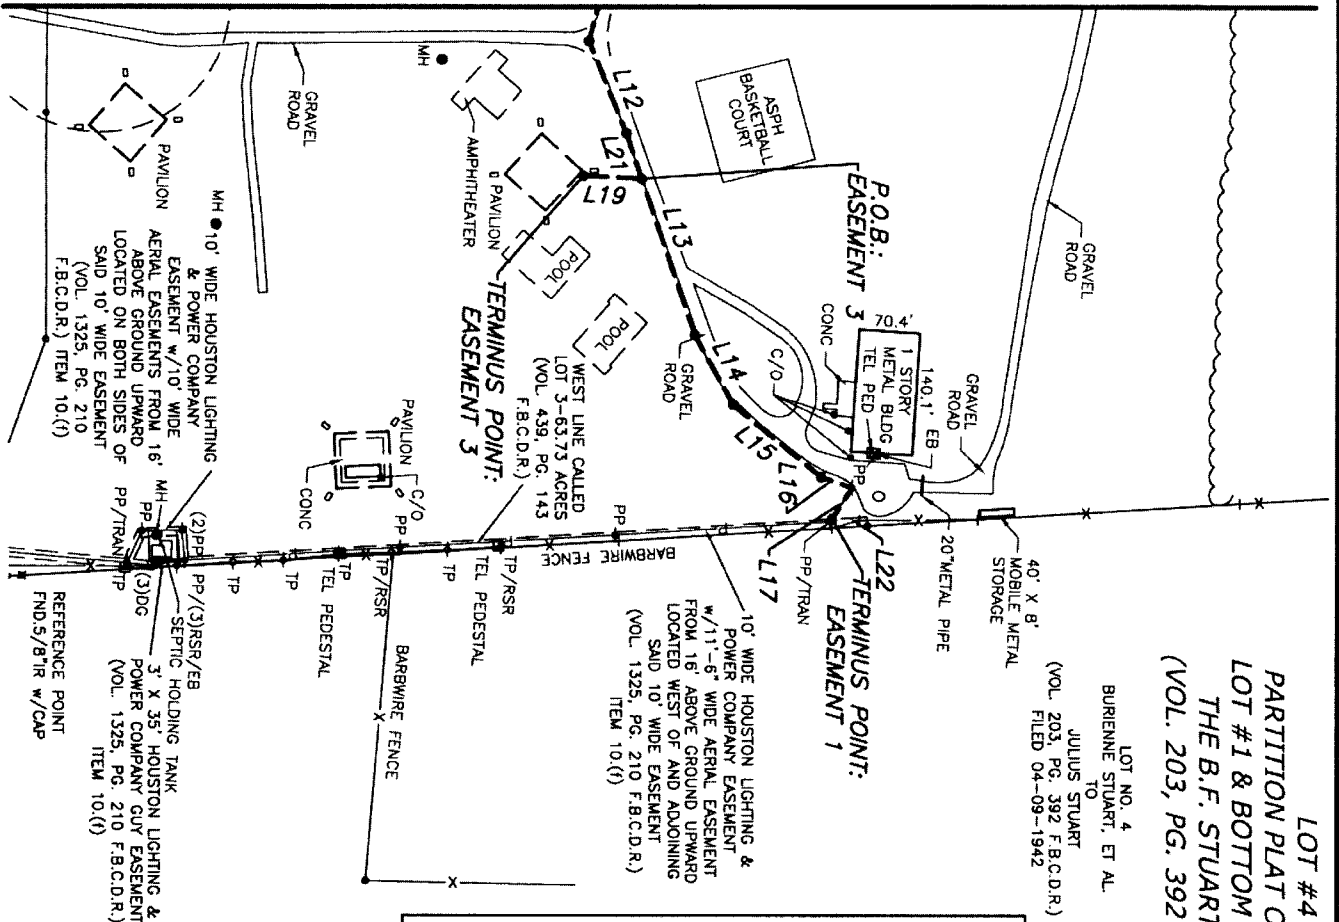 LOT #4
PARTITION PLAT O
LOT #1 & BOTTOM
THE B.F. STUART
(VOL. 203, PG. 392
LOT NO. 4
BURIENNE STUART, ET AL.
TO
JULIUS STUART
(VOL. 203, PG. 392 F.B.C.D.R.)
FILED 04-09-1942
GRAVEL
ROAD
40' X 8'
MOBILE METAL
STORAGE
20"METAL PIPE
GRAVEL
ROAD
ASPH
BASKETBALL
COURT
P.O.B.:
EASEMENT 3
70.4'
140.1'
EB
1 STORY
METAL BLDG
TEL PED
CONC
C/O
PP
L22
TERMINUS POINT:
EASEMENT 1
PP/TRAN
L17
L16
L15
L14
L13
L21
L12
L19
GRAVEL
ROAD
GRAVEL
ROAD
MH
AMPHITHEATER
PAVILION
POOL
POOL
TERMINUS POINT:
EASEMENT 3
WEST LINE CALLED
LOT 3-63.73 ACRES
(VOL. 439, PG. 143
F.B.C.D.R.)
PP
BARBWIRE FENCE
10' WIDE HOUSTON LIGHTING &
POWER COMPANY EASEMENT
w/11'-6" WIDE AERIAL EASEMENT
FROM 16' ABOVE GROUND UPWARD
LOCATED WEST OF AND ADJOINING
SAID 10' WIDE EASEMENT
(VOL. 1325, PG. 210 F.B.C.D.R.)
ITEM 10.(f)
PAVILION
MH
10' WIDE HOUSTON LIGHTING
& POWER COMPANY
EASEMENT w/10' WIDE
AERIAL EASEMENTS FROM 16'
ABOVE GROUND UPWARD
LOCATED ON BOTH SIDES OF
SAID 10' WIDE EASEMENT
(VOL. 1325, PG. 210
F.B.C.D.R.) ITEM 10.(f)
PAVILION
C/O
CONC
PP
TP/RSR
TEL PEDESTAL
TP
TP/RSR
TP
TEL PEDESTAL
TP
TP
BARBWIRE FENCE
(2)PP
PP/(3)RSR/EB
SEPTIC HOLDING TANK
MH
PP
PP/TRAN
(3)DG
TP
3' X 35' HOUSTON LIGHTING &
POWER COMPANY GUY EASEMENT
(VOL. 1325, PG. 210 F.B.C.D.R.)
ITEM 10.(f)
REFERENCE POINT
FND.5/8"IR w/CAP